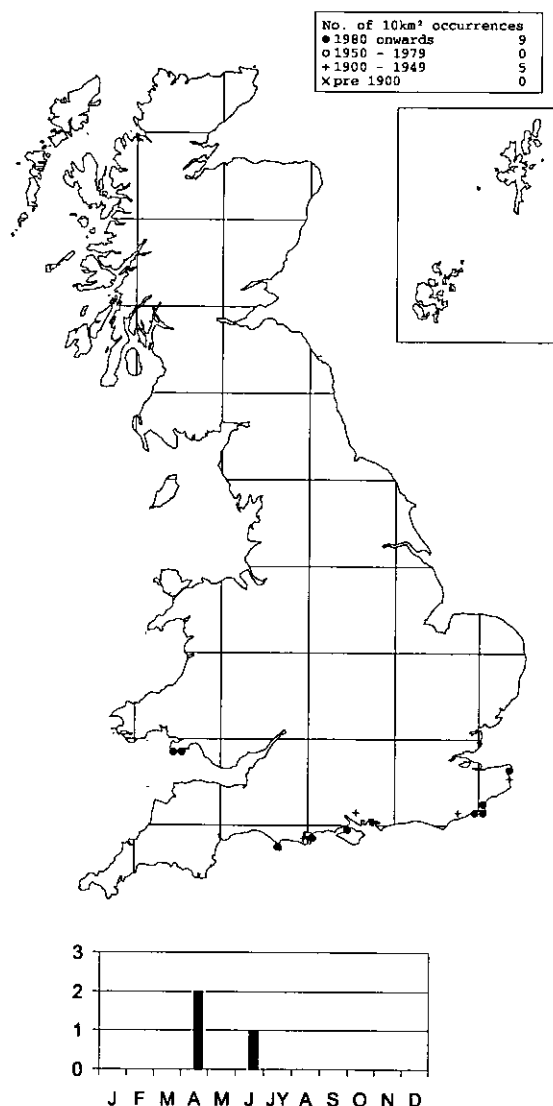 No. of 10km² occurrences
● 1980 onwards 9
o 1950 - 1979 0
+ 1900 - 1949 5
× pre 1900 0
3
2
1
0
J F M A M J JY A S O N D